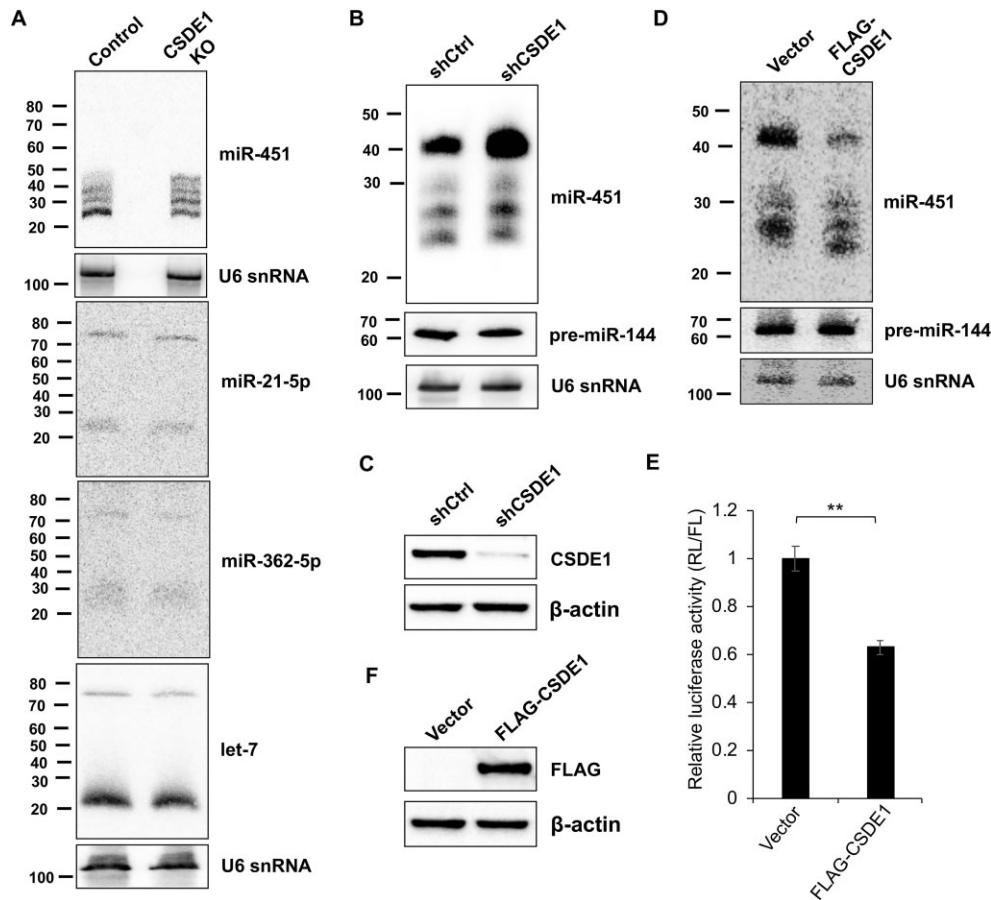 A
Control
CSDE1
KO
80
70
60
50
40
30
20
miR-451
100
U6 snRNA
80
70
60
50
40
30
20
miR-21-5p
80
70
60
50
40
30
20
miR-362-5p
80
60
50
40
30
20
let-7
100
U6 snRNA
B
shCtrl
shCSDE1
50
40
30
20
miR-451
70
60
pre-miR-144
100
U6 snRNA
C
shCtrl
shCSDE1
CSDE1
β-actin
D
Vector
FLAG-
CSDE1
50
40
30
20
miR-451
70
60
pre-miR-144
100
U6 snRNA
E
Relative luciferase activity (RL/FL)
1.2
1
0.8
0.6
0.4
0.2
0
**
Vector
FLAG-CSDE1
F
Vector
FLAG-CSDE1
FLAG
β-actin